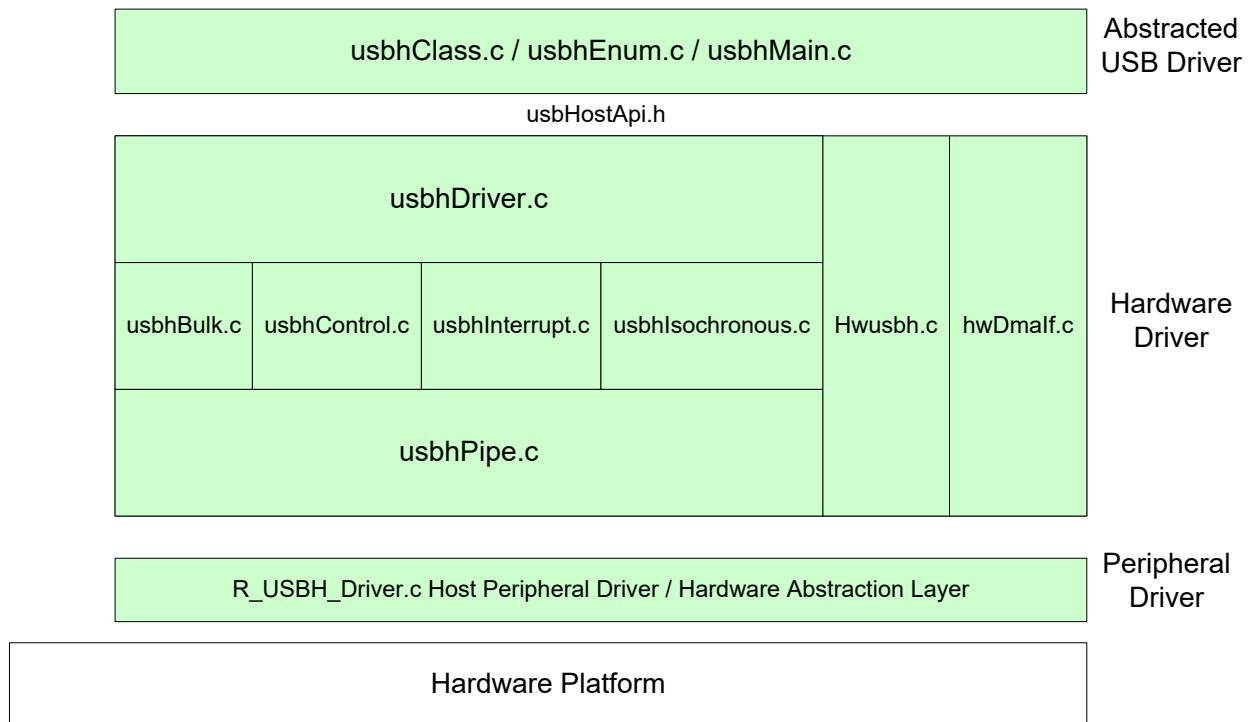 usbhClass.c / usbhEnum.c / usbhMain.c
Abstracted
USB Driver
usbHostApi.h
usbhDriver.c
usbhBulk.c
usbhControl.c
usbhInterrupt.c
usbhIsochronous.c
Hwusbh.c
hwDmaIf.c
Hardware
Driver
usbhPipe.c
R_USBH_Driver.c Host Peripheral Driver / Hardware Abstraction Layer
Peripheral
Driver
Hardware Platform